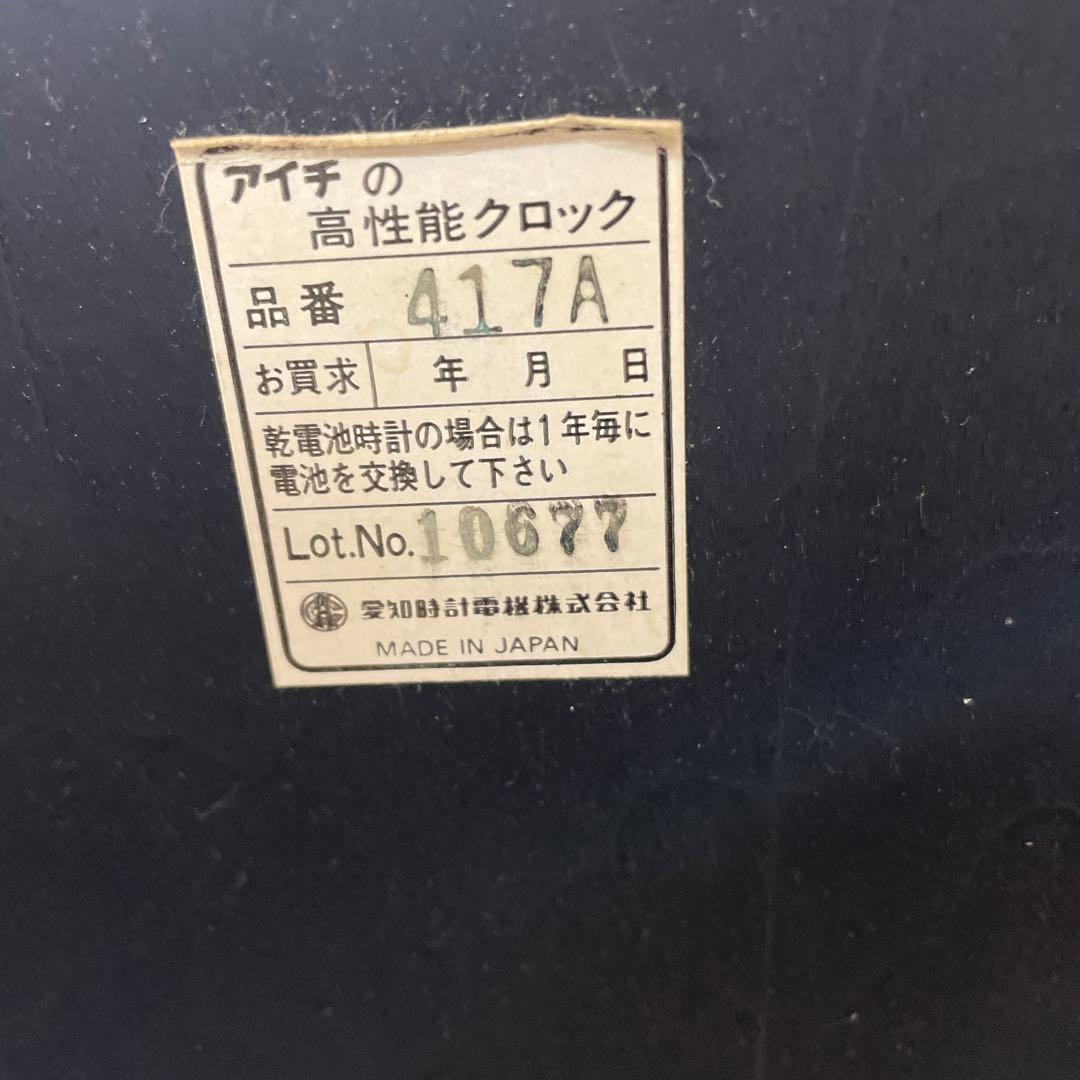 アイチの
高性能クロック
品番 417A
お買求 年 月 日
乾電池時計の場合は1年毎に
電池を交換して下さい
Lot.No. 10677
愛知時計電機株式会社
MADE IN JAPAN